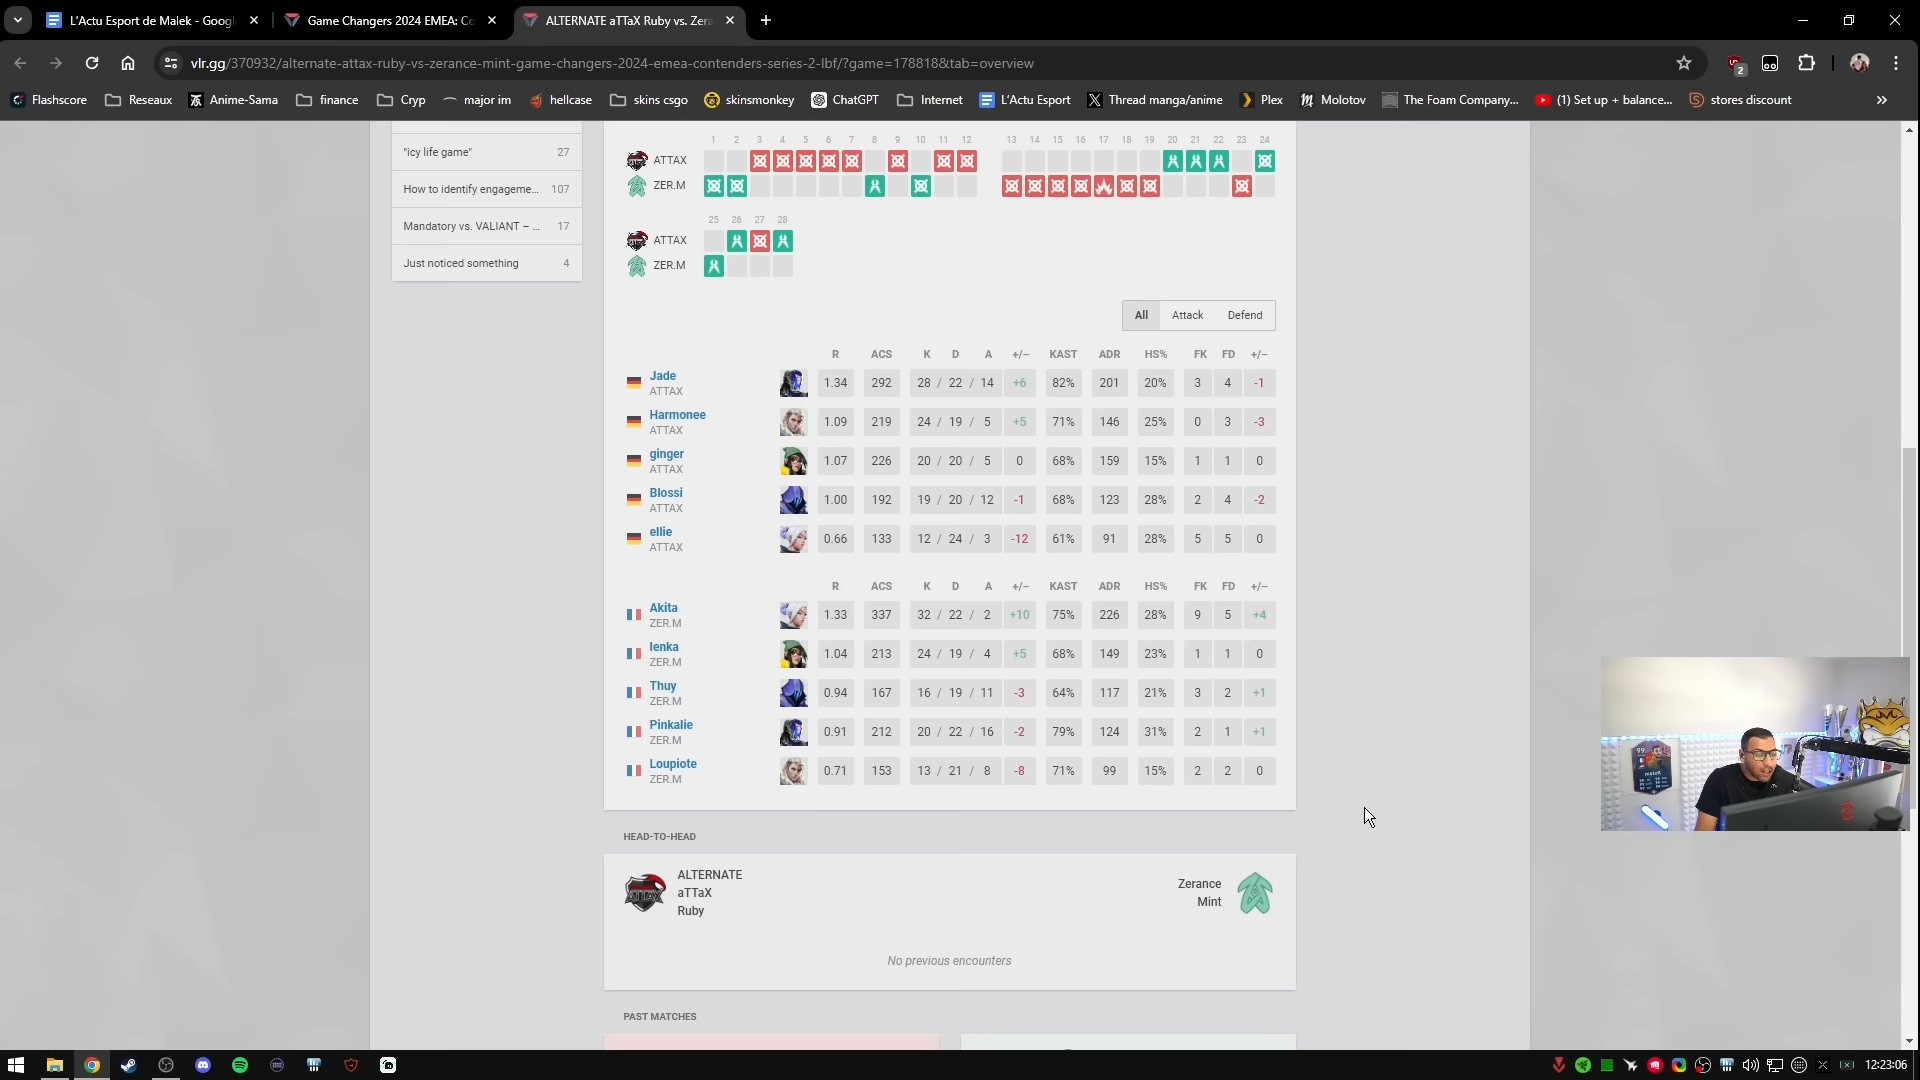 L'Actu Esport de Malek - Googl
Game Changers 2024 EMEA: Co
ALTERNATE aTTaX Ruby vs. Zera
vlr.gg/370932/alternate-attax-ruby-vs-zerance-mint-game-changers-2024-emea-contenders-series-2-lbf/?game=178818&tab=overview
2
Flashscore Reseaux Anime-Sama finance Cryp major im hellcase skins csgo skinsmonkey ChatGPT Internet L'Actu Esport Thread manga/anime Plex Molotov The Foam Company... (1) Set up + balance... stores discount
"icy life game" 27
How to identify engageme... 107
Mandatory vs. VALIANT – ... 17
Just noticed something 4
1 2 3 4 5 6 7 8 9 10 11 12 13 14 15 16 17 18 19 20 21 22 23 24
ATTAX
ZER.M
25 26 27 28
ATTAX
ZER.M
All Attack Defend
R ACS K D A +/– KAST ADR HS% FK FD +/–
Jade
ATTAX
1.34 292 28 / 22 / 14 +6 82% 201 20% 3 4 -1
Harmonee
ATTAX
1.09 219 24 / 19 / 5 +5 71% 146 25% 0 3 -3
ginger
ATTAX
1.07 226 20 / 20 / 5 0 68% 159 15% 1 1 0
Blossi
ATTAX
1.00 192 19 / 20 / 12 -1 68% 123 28% 2 4 -2
ellie
ATTAX
0.66 133 12 / 24 / 3 -12 61% 91 28% 5 5 0
R ACS K D A +/– KAST ADR HS% FK FD +/–
Akita
ZER.M
1.33 337 32 / 22 / 2 +10 75% 226 28% 9 5 +4
lenka
ZER.M
1.04 213 24 / 19 / 4 +5 68% 149 23% 1 1 0
Thuy
ZER.M
0.94 167 16 / 19 / 11 -3 64% 117 21% 3 2 +1
Pinkalie
ZER.M
0.91 212 20 / 22 / 16 -2 79% 124 31% 2 1 +1
Loupiote
ZER.M
0.71 153 13 / 21 / 8 -8 71% 99 15% 2 2 0
HEAD-TO-HEAD
ALTERNATE
aTTaX
Ruby
Zerance
Mint
No previous encounters
PAST MATCHES
12:23:06